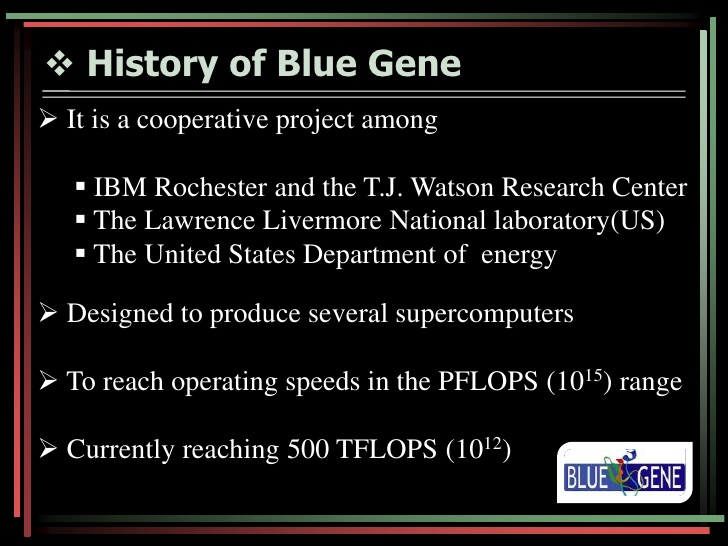 ❖ History of Blue Gene
➢ It is a cooperative project among
▪ IBM Rochester and the T.J. Watson Research Center
▪ The Lawrence Livermore National laboratory(US)
▪ The United States Department of  energy
➢ Designed to produce several supercomputers
➢ To reach operating speeds in the PFLOPS (10¹⁵) range
➢ Currently reaching 500 TFLOPS (10¹²)
BLUE GENE